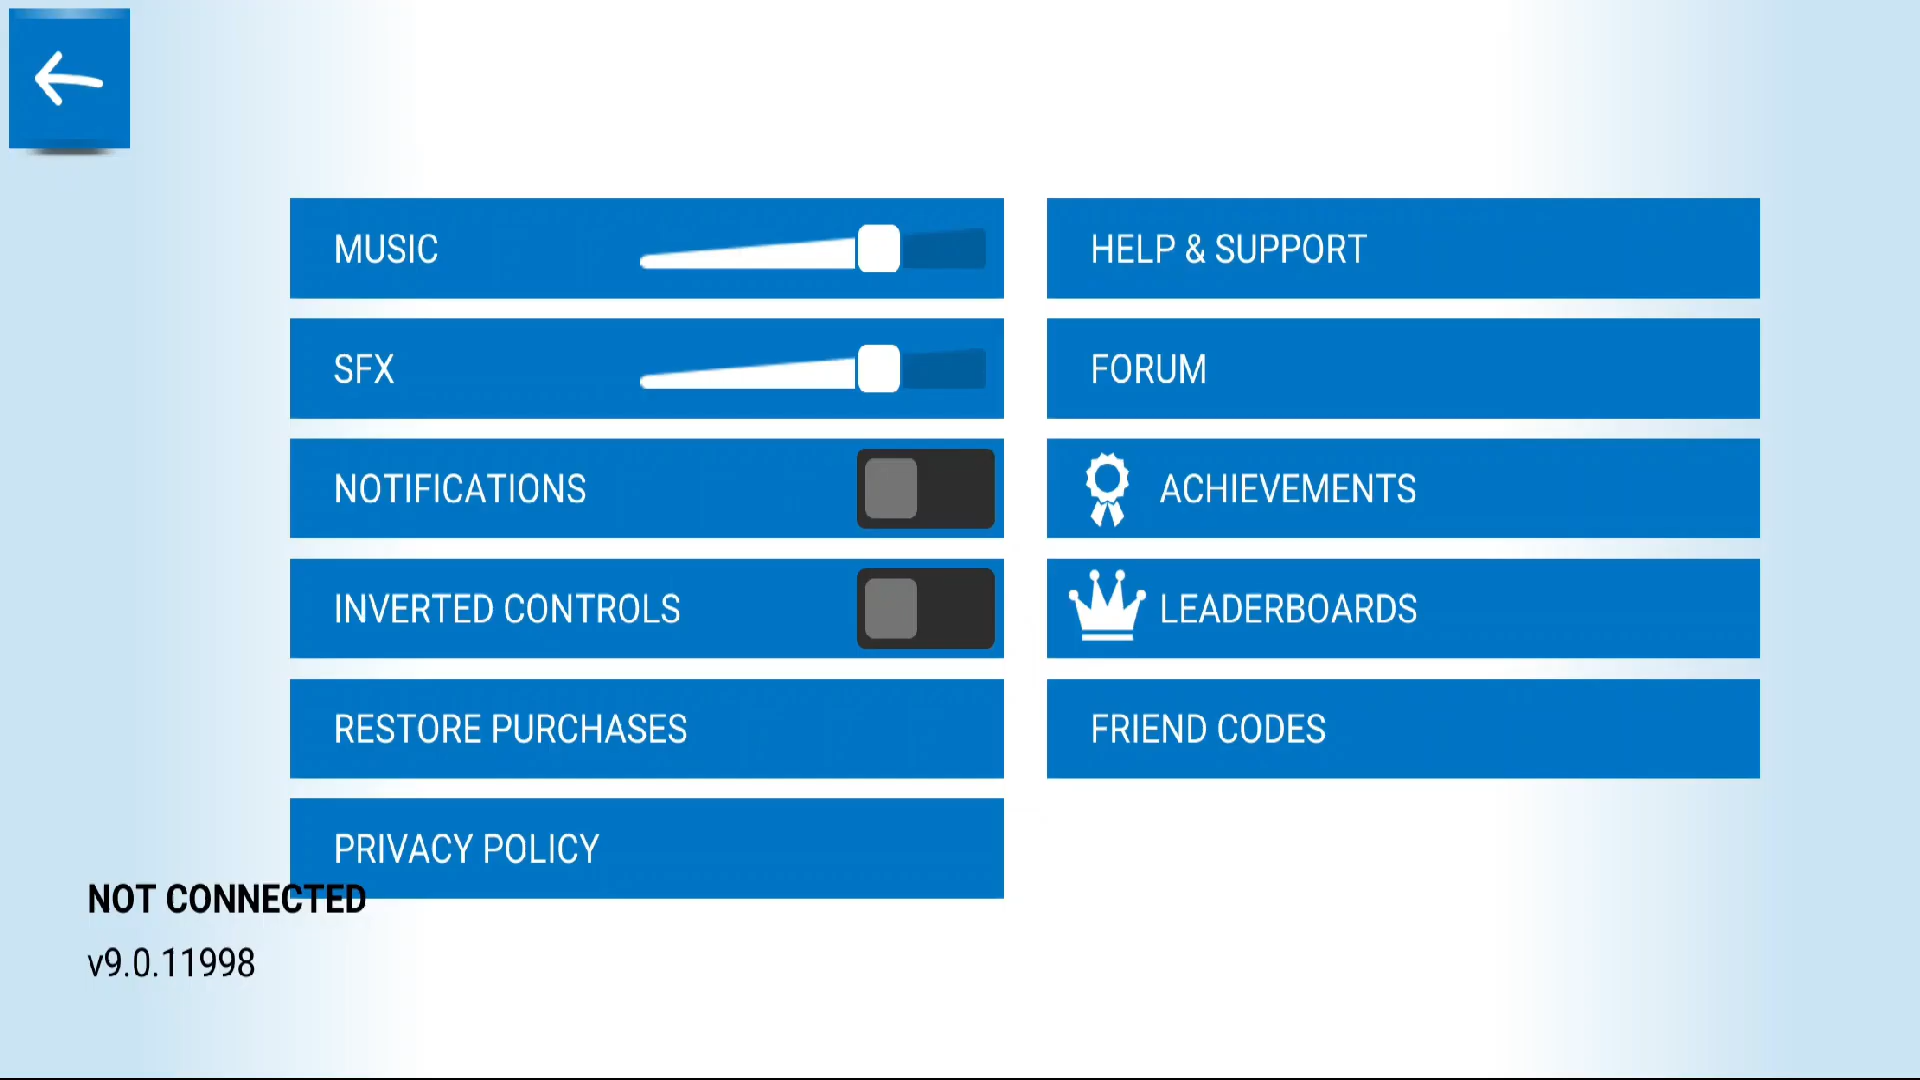 MUSIC
SFX
NOTIFICATIONS
INVERTED CONTROLS
RESTORE PURCHASES
PRIVACY POLICY
HELP & SUPPORT
FORUM
ACHIEVEMENTS
LEADERBOARDS
FRIEND CODES
NOT CONNECTED
v9.0.11998